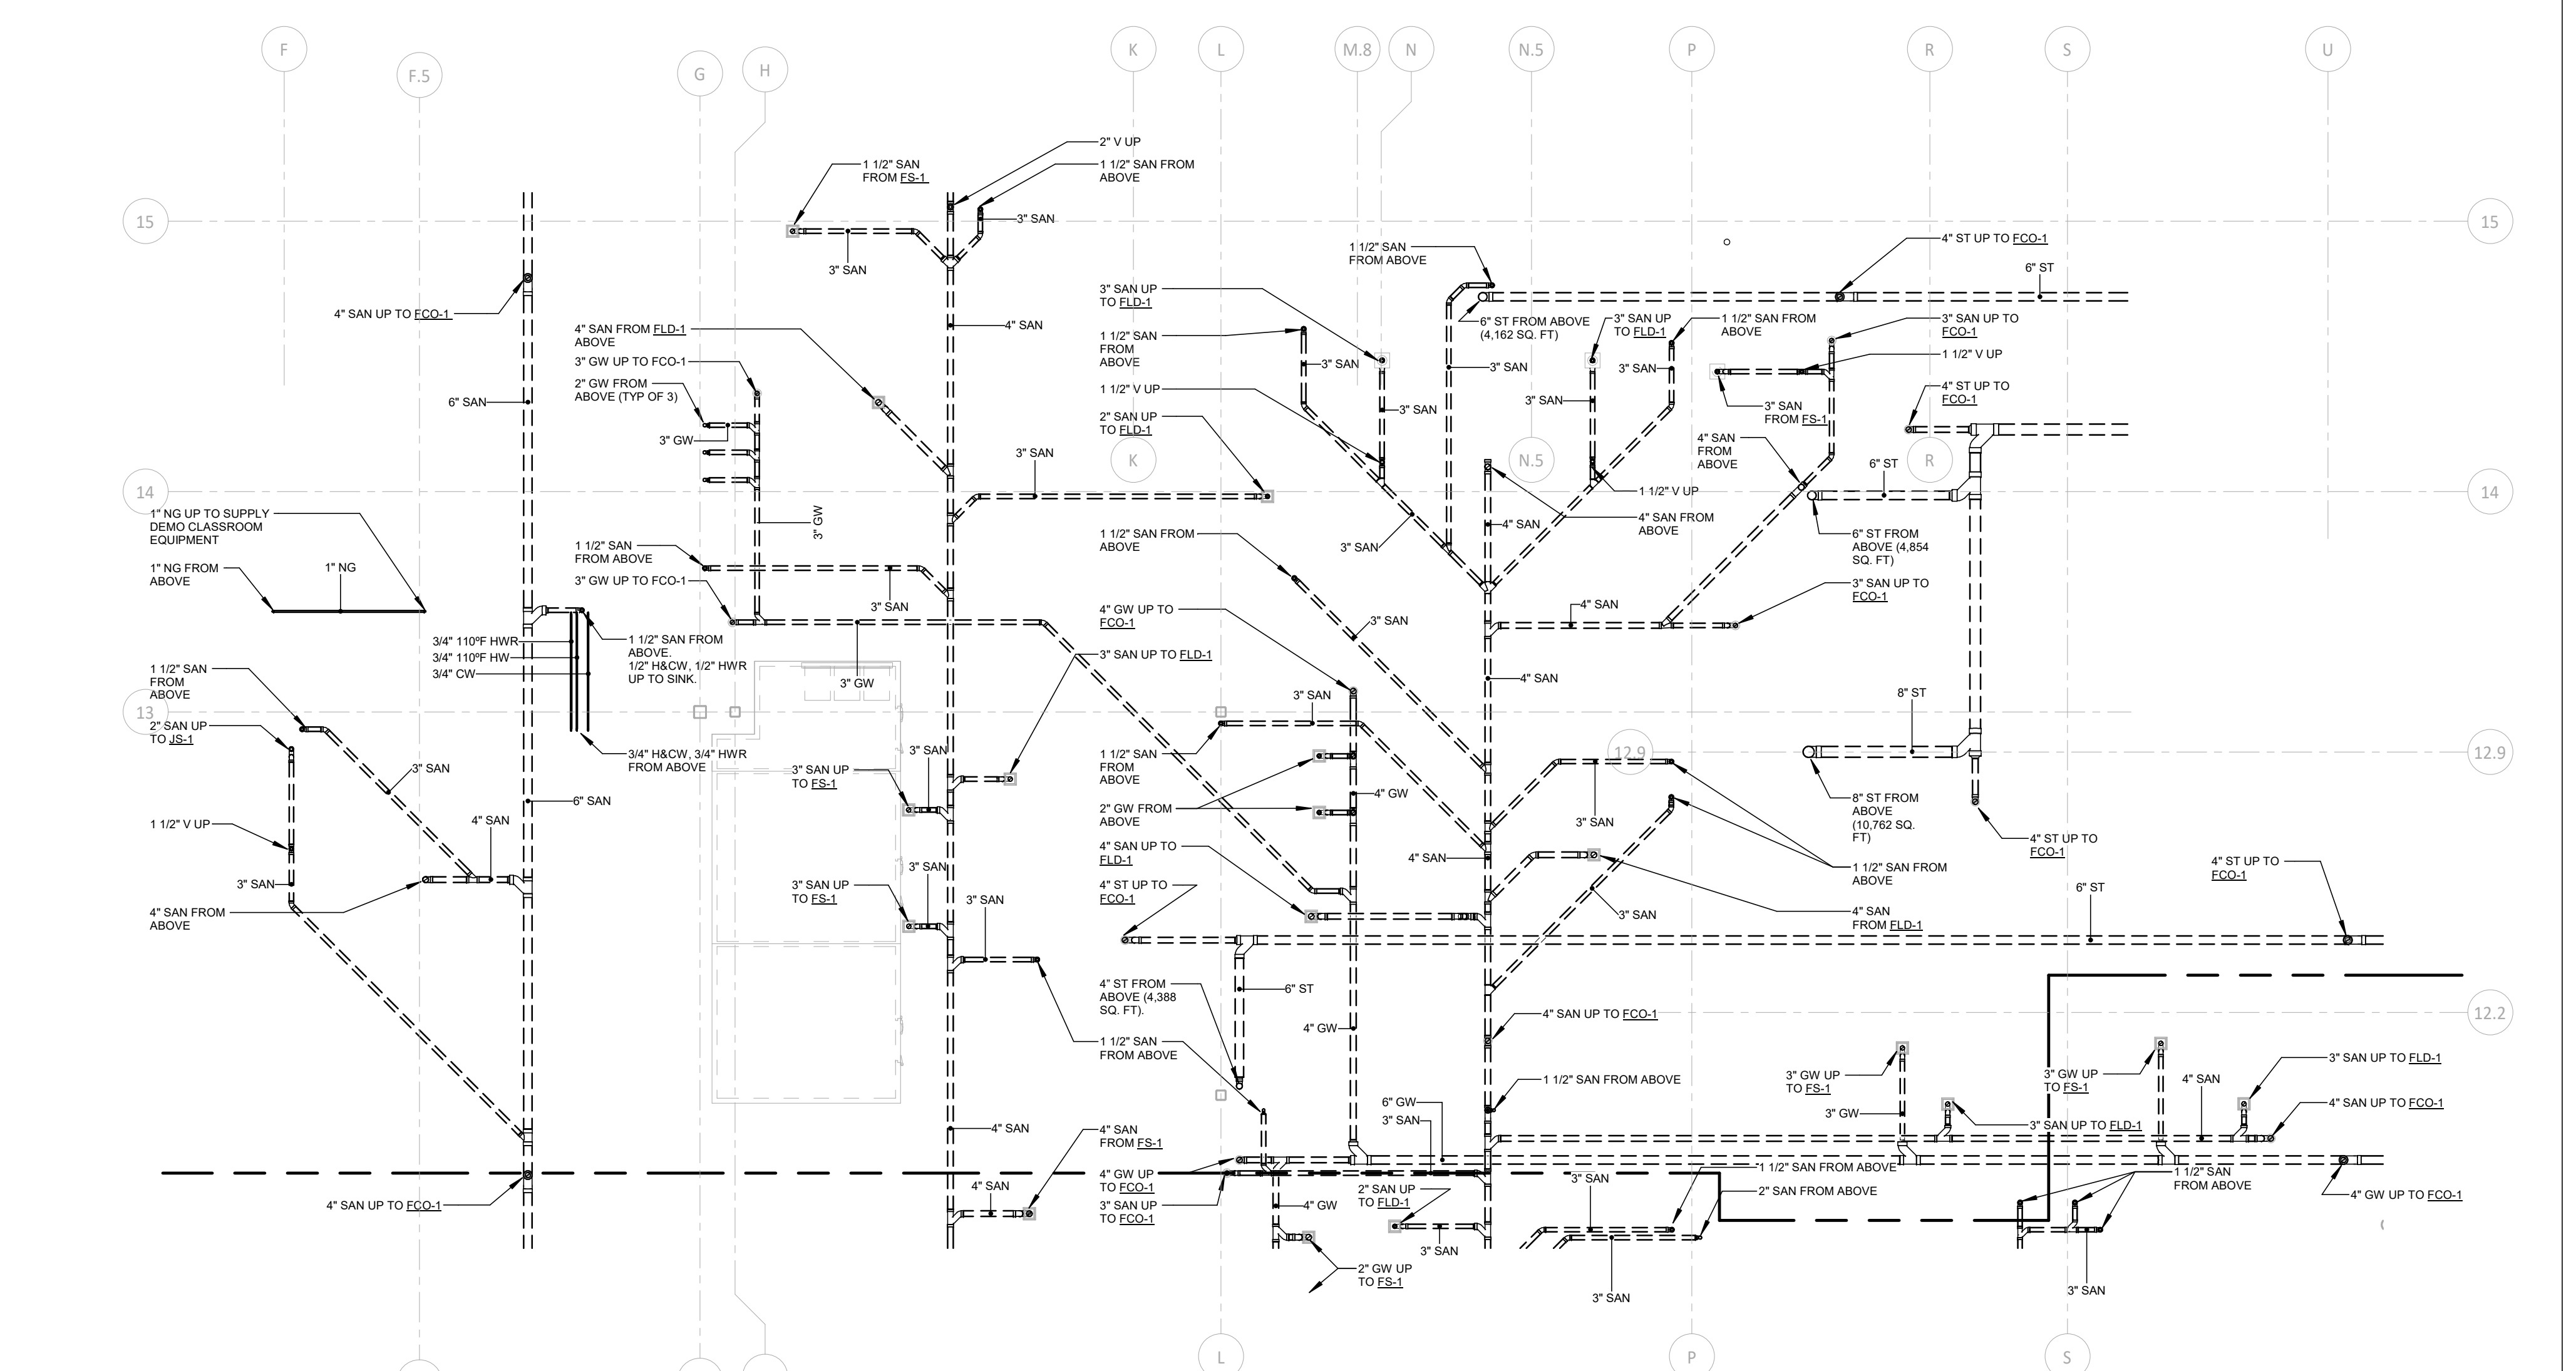 F
F.5
G
H
K
L
M.8
N
N.5
P
R
S
U
2" V UP
1 1/2" SAN
FROM FS-1
1 1/2" SAN FROM
ABOVE
15
3" SAN
15
3" SAN
4" SAN UP TO FCO-1
4" SAN FROM FLD-1
ABOVE
4" SAN
3" GW UP TO FCO-1
2" GW FROM
ABOVE (TYP OF 3)
6" SAN
3" GW
3" SAN
1 1/2" SAN
FROM ABOVE
4" ST UP TO FCO-1
6" ST
3" SAN UP
TO FLD-1
6" ST FROM ABOVE
(4,162 SQ. FT)
3" SAN UP
TO FLD-1
1 1/2" SAN FROM
ABOVE
3" SAN UP TO
FCO-1
1 1/2" SAN
FROM
ABOVE
3" SAN
3" SAN
3" SAN
1 1/2" V UP
1 1/2" V UP
3" SAN
3" SAN
3" SAN
FROM FS-1
4" ST UP TO
FCO-1
2" SAN UP
TO FLD-1
K
N.5
4" SAN
FROM
ABOVE
R
6" ST
14
14
1" NG UP TO SUPPLY
DEMO CLASSROOM
EQUIPMENT
1" NG FROM
ABOVE
1" NG
3" GW
1 1/2" SAN
FROM ABOVE
3" GW UP TO FCO-1
3" SAN
1 1/2" V UP
4" SAN
4" SAN FROM
ABOVE
1 1/2" SAN FROM
ABOVE
3" SAN
6" ST FROM
ABOVE (4,854
SQ. FT)
3" SAN UP TO
FCO-1
4" SAN
4" GW UP TO
FCO-1
3" SAN
3/4" 110ºF HWR
3/4" 110ºF HW
3/4" CW
1 1/2" SAN FROM
ABOVE.
1/2" H&CW, 1/2" HWR
UP TO SINK.
3" SAN UP TO FLD-1
3" GW
1 1/2" SAN
FROM
ABOVE
13
2" SAN UP
TO JS-1
3" SAN
4" SAN
8" ST
3/4" H&CW, 3/4" HWR
FROM ABOVE
3" SAN
3" SAN UP
TO FS-1
3" SAN
1 1/2" SAN
FROM
ABOVE
12.9
12.9
6" SAN
4" GW
2" GW FROM
ABOVE
3" SAN
8" ST FROM
ABOVE
(10,762 SQ.
FT)
4" ST UP TO
FCO-1
1 1/2" V UP
4" SAN
4" SAN UP TO
FLD-1
4" SAN
1 1/2" SAN FROM
ABOVE
4" ST UP TO
FCO-1
3" SAN
3" SAN
3" SAN UP
TO FS-1
3" SAN
4" ST UP TO
FCO-1
6" ST
4" SAN FROM
ABOVE
3" SAN
4" SAN
FROM FLD-1
4" ST FROM
ABOVE (4,388
SQ. FT).
6" ST
4" GW
4" SAN UP TO FCO-1
12.2
1 1/2" SAN
FROM ABOVE
1 1/2" SAN FROM ABOVE
3" GW UP
TO FS-1
3" GW UP
TO FS-1
4" SAN
3" SAN UP TO FLD-1
6" GW
3" SAN
3" GW
3" SAN UP TO FLD-1
4" SAN UP TO FCO-1
4" SAN
4" SAN
FROM FS-1
4" GW UP
TO FCO-1
3" SAN UP
TO FCO-1
4" SAN
4" SAN UP TO FCO-1
4" GW
2" SAN UP
TO FLD-1
3" SAN
3" SAN
1 1/2" SAN FROM ABOVE
2" SAN FROM ABOVE
1 1/2" SAN
FROM ABOVE
4" GW UP TO FCO-1
2" GW UP
TO FS-1
3" SAN
3" SAN
L
P
S